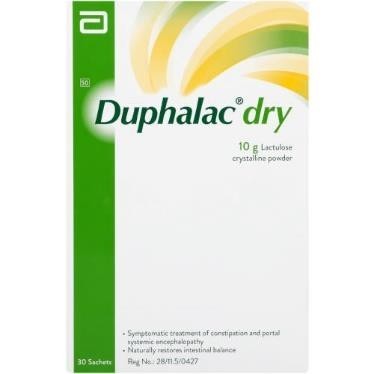 S0
Duphalac® dry
10 g Lactulose
crystalline powder
• Symptomatic treatment of constipation and portal
systemic encephalopathy
• Naturally restores intestinal balance
30 Sachets
Reg No.: 28/11.5/0427